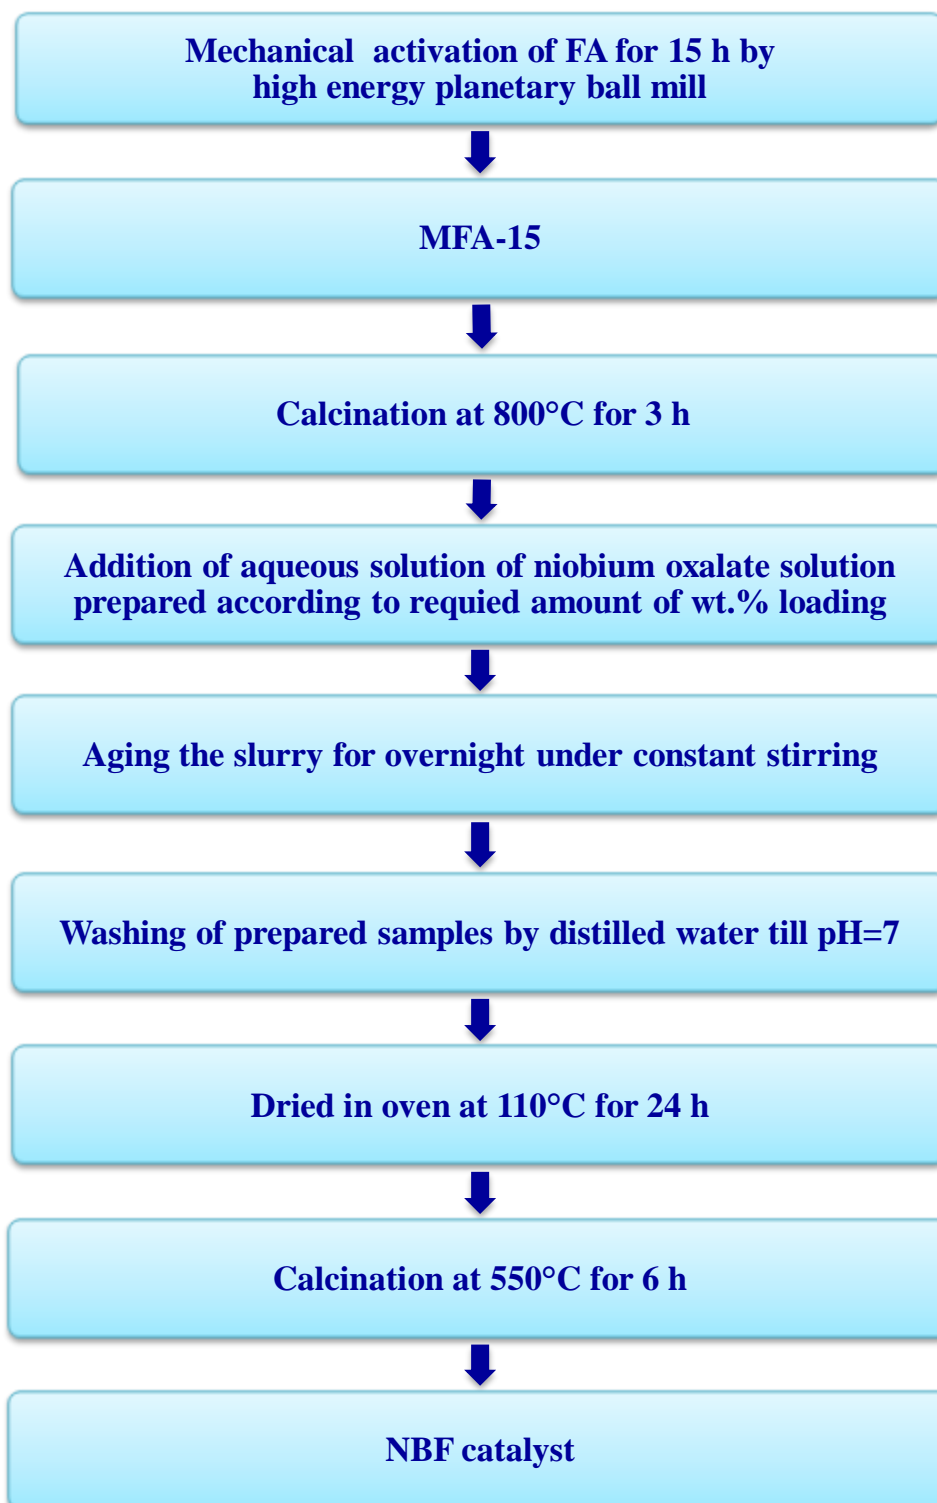 Mechanical activation of FA for 15 h by
high energy planetary ball mill
MFA-15
Calcination at 800°C for 3 h
Addition of aqueous solution of niobium oxalate solution
prepared according to requied amount of wt.% loading
Aging the slurry for overnight under constant stirring
Washing of prepared samples by distilled water till pH=7
Dried in oven at 110°C for 24 h
Calcination at 550°C for 6 h
NBF catalyst